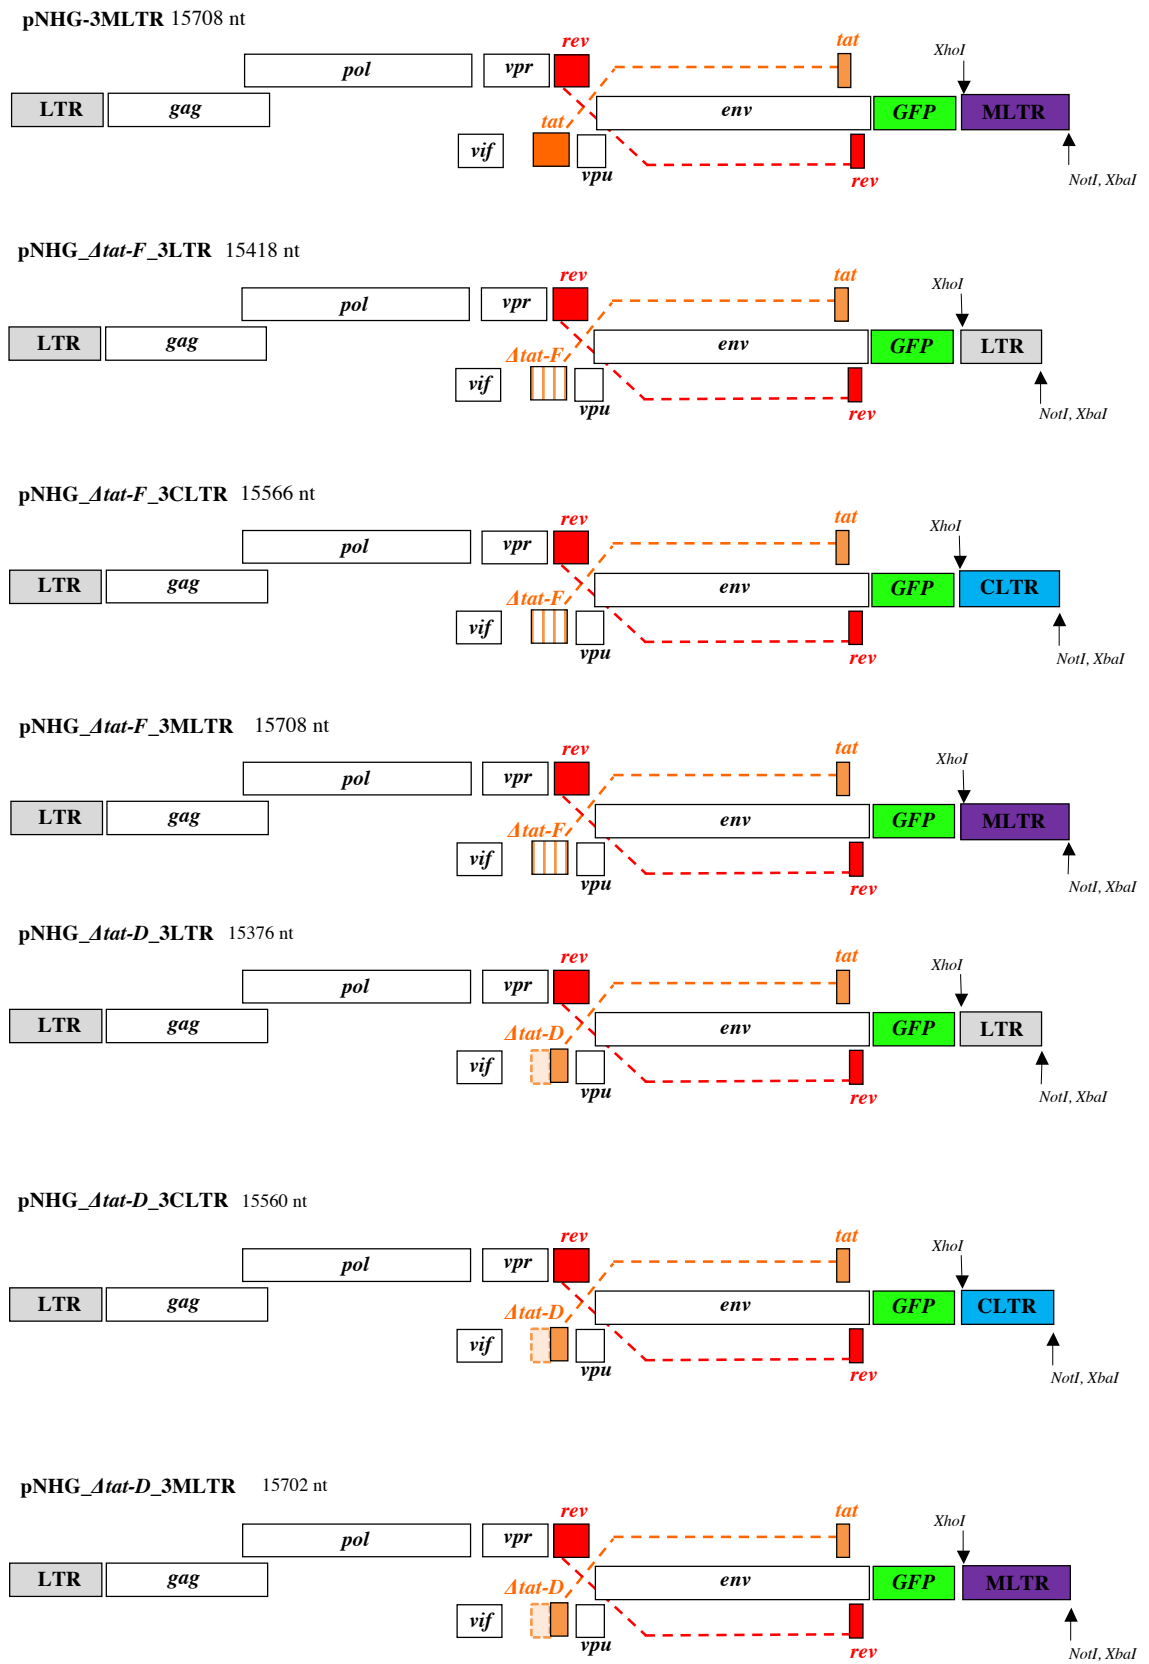 pNHG-3MLTR 15708 nt
rev tat XhoI
pol vpr
LTR gag env GFP MLTR
tat
vif vpu rev NotI, XbaI
pNHG_Δtat-F_3LTR 15418 nt
rev tat XhoI
pol vpr
LTR gag env GFP LTR
Δtat-F
vif vpu rev NotI, XbaI
pNHG_Δtat-F_3CLTR 15566 nt
rev tat XhoI
pol vpr
LTR gag env GFP CLTR
Δtat-F
vif vpu rev NotI, XbaI
pNHG_Δtat-F_3MLTR 15708 nt
rev tat XhoI
pol vpr
LTR gag env GFP MLTR
Δtat-F
vif vpu rev NotI, XbaI
pNHG_Δtat-D_3LTR 15376 nt
rev tat XhoI
pol vpr
LTR gag env GFP LTR
Δtat-D
vif vpu rev NotI, XbaI
pNHG_Δtat-D_3CLTR 15560 nt
rev tat XhoI
pol vpr
LTR gag env GFP CLTR
Δtat-D
vif vpu rev NotI, XbaI
pNHG_Δtat-D_3MLTR 15702 nt
rev tat XhoI
pol vpr
LTR gag env GFP MLTR
Δtat-D
vif vpu rev NotI, XbaI